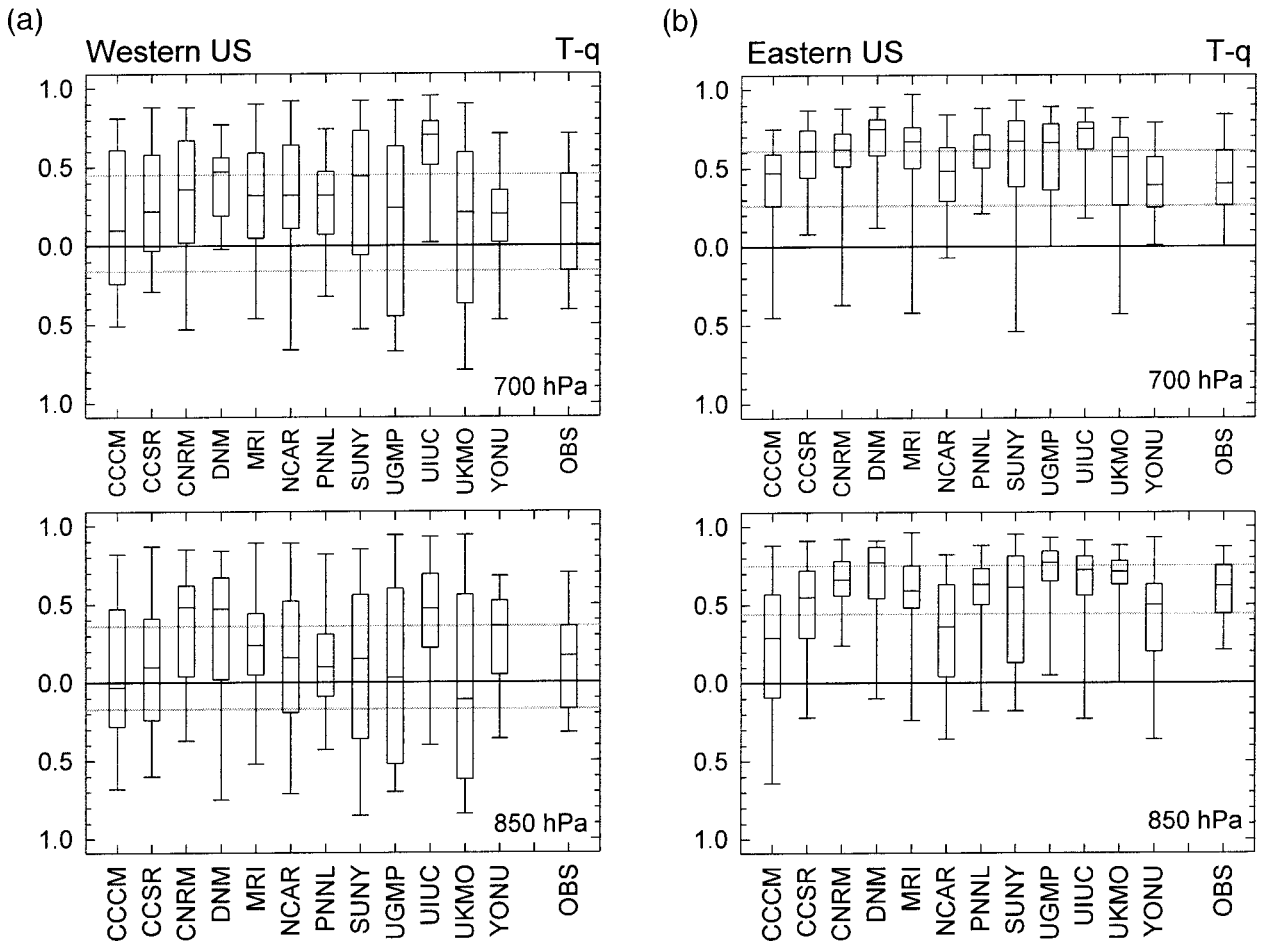 (a)
Western US T-q
1.0
0.5
0.0
0.5
1.0
700 hPa
CCCM CCSR CNRM DNM MRI NCAR PNNL SUNY UGMP UIUC UKMO YONU OBS
1.0
0.5
0.0
0.5
1.0
850 hPa
CCCM CCSR CNRM DNM MRI NCAR PNNL SUNY UGMP UIUC UKMO YONU OBS
(b)
Eastern US T-q
1.0
0.5
0.0
0.5
1.0
700 hPa
CCCM CCSR CNRM DNM MRI NCAR PNNL SUNY UGMP UIUC UKMO YONU OBS
1.0
0.5
0.0
0.5
1.0
850 hPa
CCCM CCSR CNRM DNM MRI NCAR PNNL SUNY UGMP UIUC UKMO YONU OBS